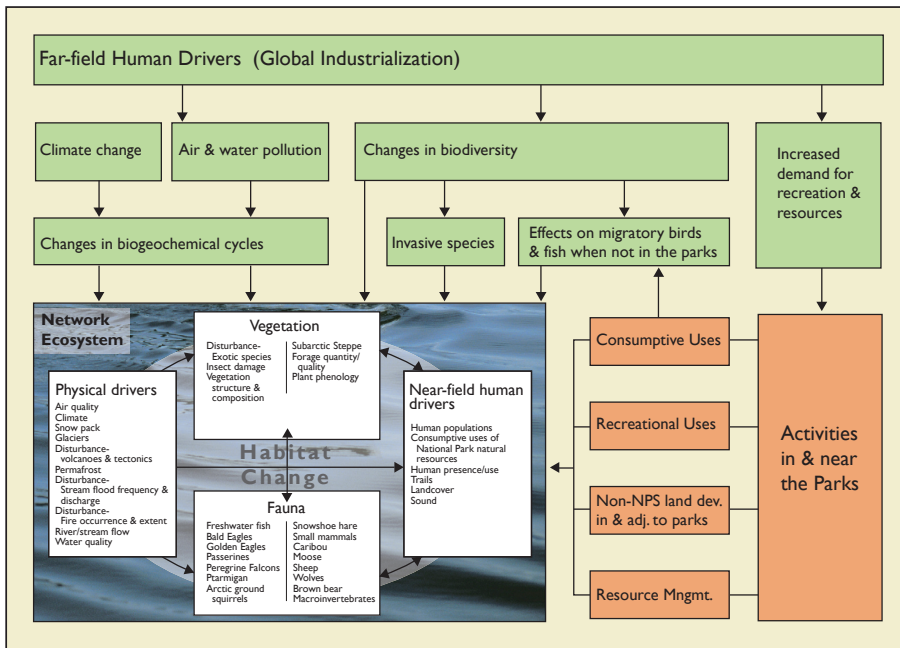 Far-field Human Drivers (Global Industrialization)
Climate change
Air & water pollution
Changes in biodiversity
Increased
demand for
recreation &
resources
Changes in biogeochemical cycles
Invasive species
Effects on migratory birds
& fish when not in the parks
Network
Ecosystem
Vegetation
Disturbance-
Exotic species
Insect damage
Vegetation
structure &
composition
Subarctic Steppe
Forage quantity/
quality
Plant phenology
Physical drivers
Air quality
Climate
Snow pack
Glaciers
Disturbance-
volcanoes & tectonics
Permafrost
Disturbance-
Stream flood frequency &
discharge
Disturbance-
Fire occurrence & extent
River/stream flow
Water quality
Near-field human
drivers
Human populations
Consumptive uses of
National Park natural
resources
Human presence/use
Trails
Landcover
Sound
Habitat
Change
Fauna
Freshwater fish
Bald Eagles
Golden Eagles
Passerines
Peregrine Falcons
Ptarmigan
Arctic ground
squirrels
Snowshoe hare
Small mammals
Caribou
Moose
Sheep
Wolves
Brown bear
Macroinvertebrates
Consumptive Uses
Recreational Uses
Non-NPS land dev.
in & adj. to parks
Resource Mngmt.
Activities
in & near
the Parks